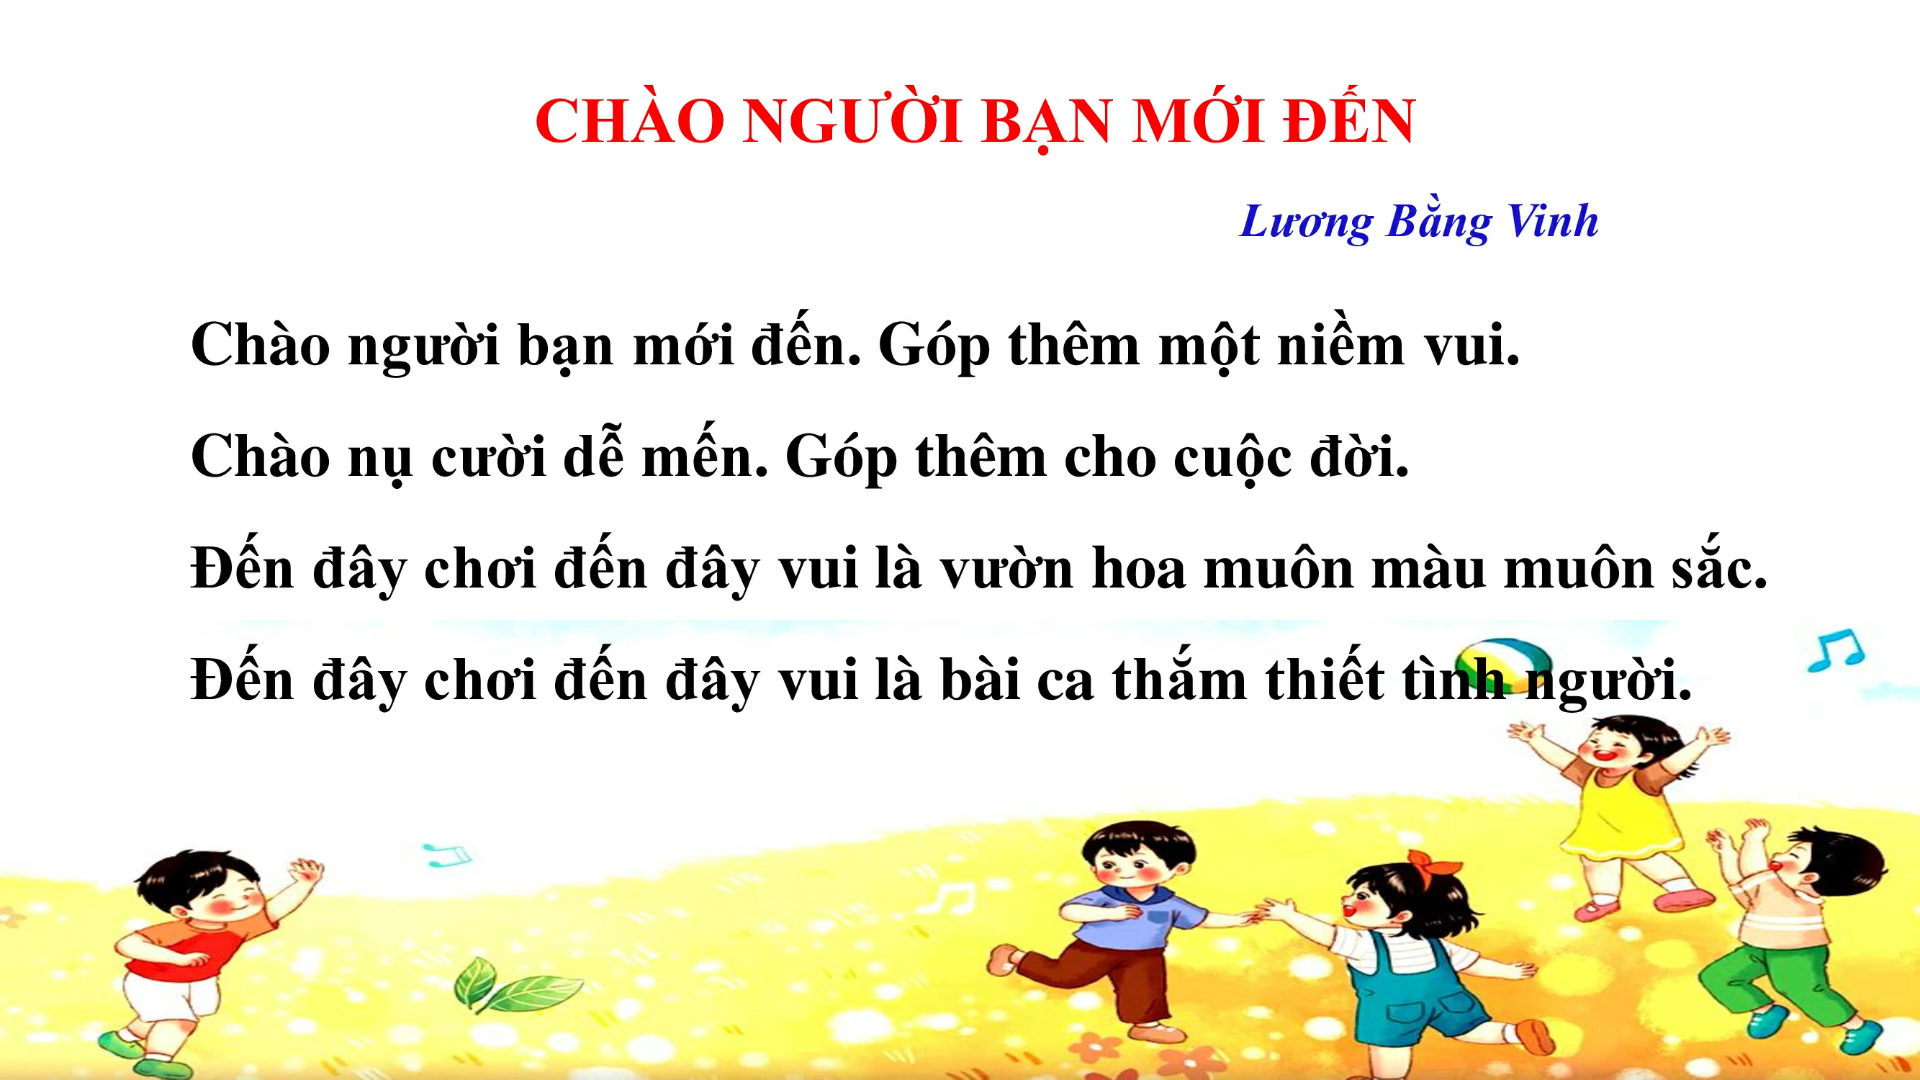 CHÀO NGƯỜI BẠN MỚI ĐẾN
Lương Bằng Vinh
Chào người bạn mới đến. Góp thêm một niềm vui.
Chào nụ cười dễ mến. Góp thêm cho cuộc đời.
Đến đây chơi đến đây vui là vườn hoa muôn màu muôn sắc.
Đến đây chơi đến đây vui là bài ca thắm thiết tình người.